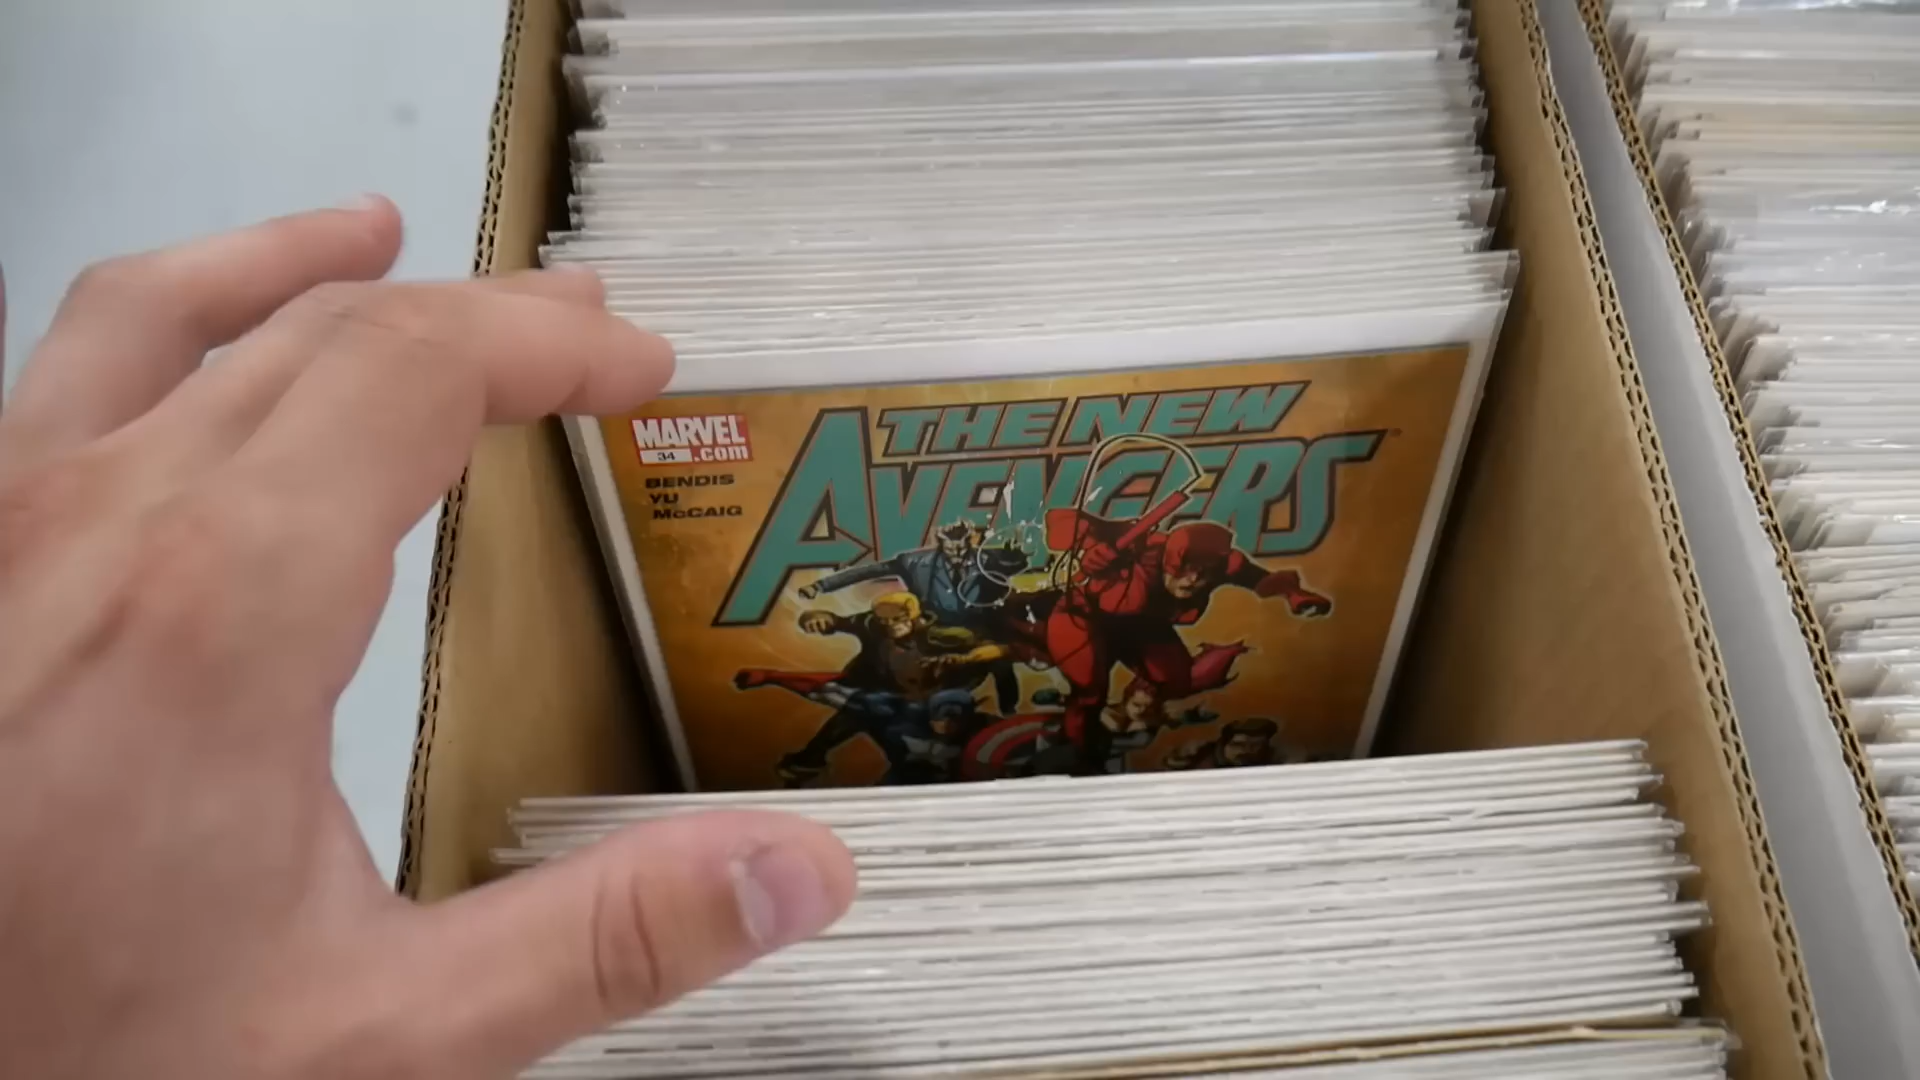 THE NEW
AVENGERS
MARVEL
34 .com
BENDIS
YU
McCAIG